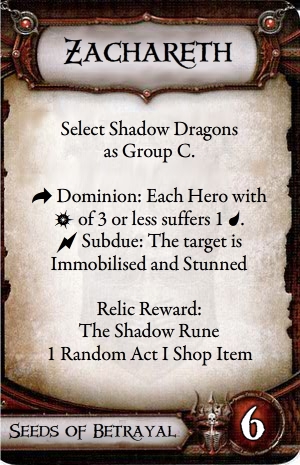 Zachareth
Select Shadow Dragons
as Group C.
Dominion: Each Hero with
of 3 or less suffers 1 .
Subdue: The target is
Immobilised and Stunned
Relic Reward:
The Shadow Rune
1 Random Act I Shop Item
Seeds of Betrayal 6